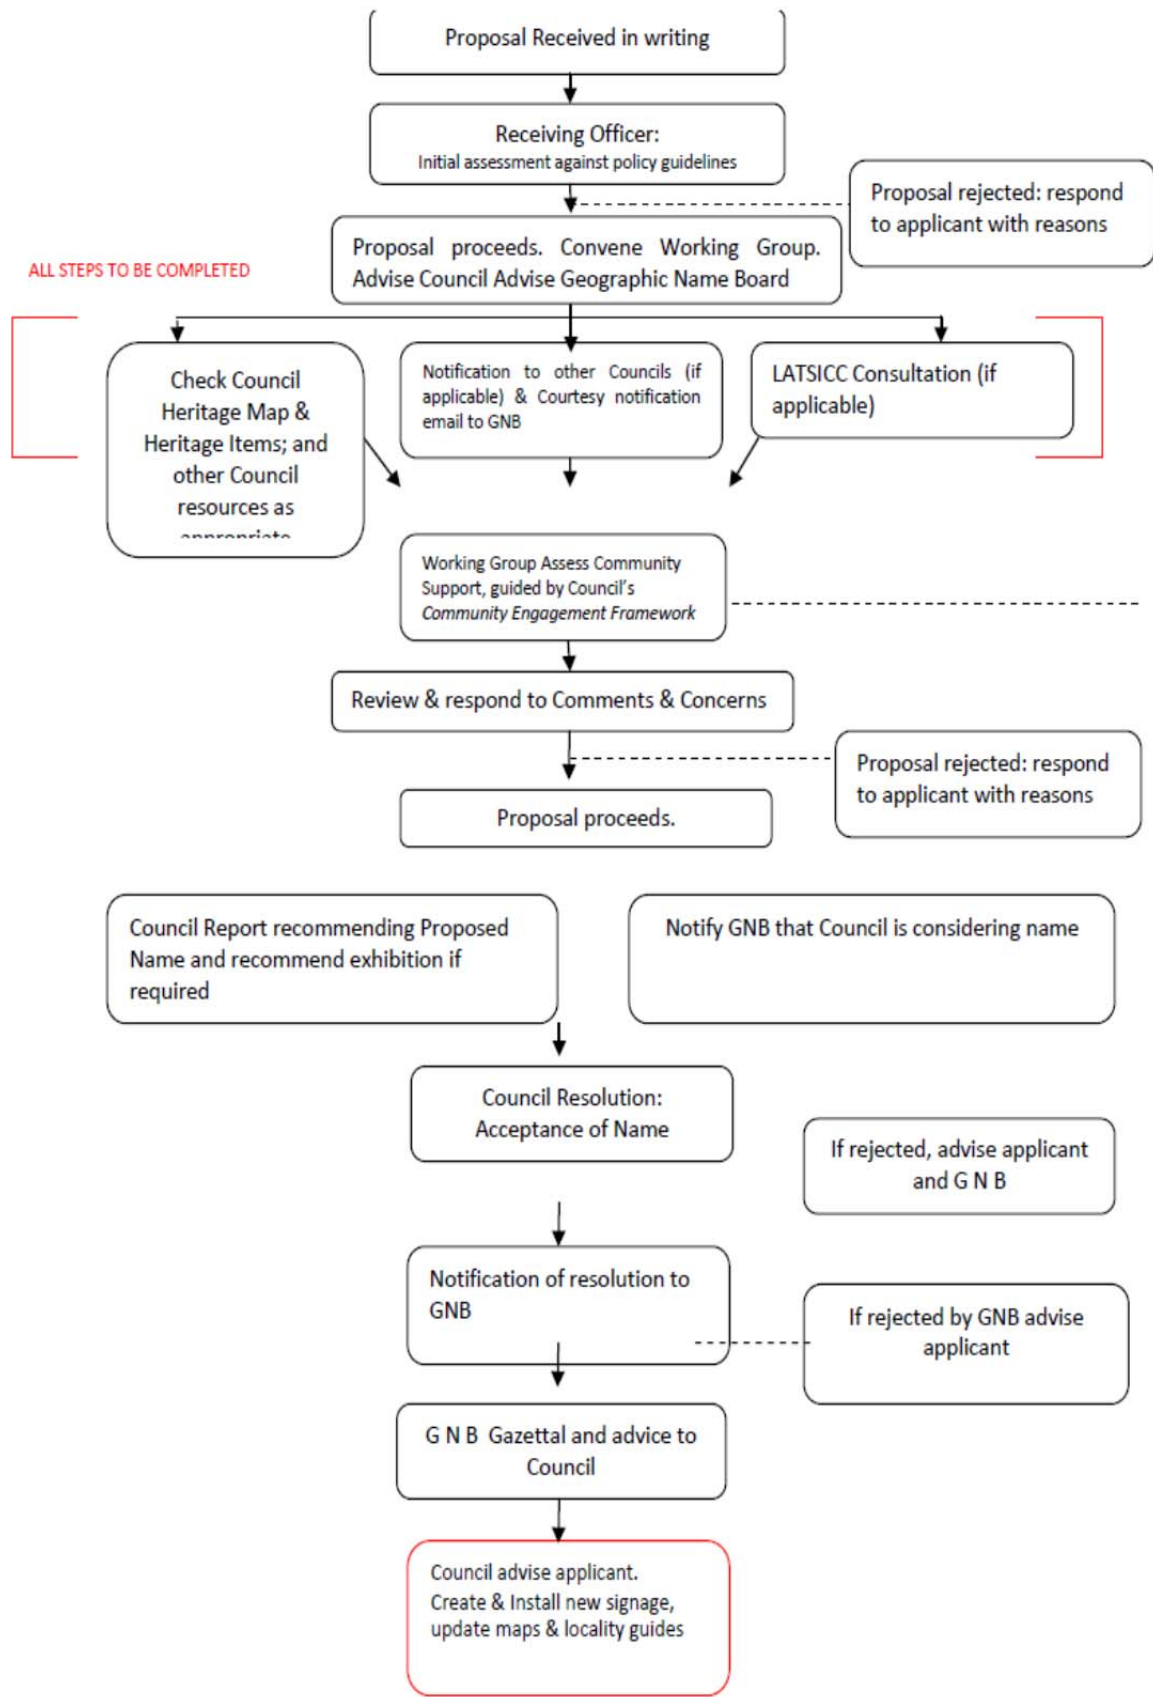 Proposal Received in writing
Receiving Officer:
Initial assessment against policy guidelines
Proposal rejected: respond
to applicant with reasons
Proposal proceeds. Convene Working Group.
Advise Council Advise Geographic Name Board
ALL STEPS TO BE COMPLETED
Check Council
Heritage Map &
Heritage Items; and
other Council
resources as
appropriate
Notification to other Councils (if
applicable) & Courtesy notification
email to GNB
LATSICC Consultation (if
applicable)
Working Group Assess Community
Support, guided by Council's
Community Engagement Framework
Review & respond to Comments & Concerns
Proposal rejected: respond
to applicant with reasons
Proposal proceeds.
Council Report recommending Proposed
Name and recommend exhibition if
required
Notify GNB that Council is considering name
Council Resolution:
Acceptance of Name
If rejected, advise applicant
and G N B
Notification of resolution to
GNB
If rejected by GNB advise
applicant
G N B Gazettal and advice to
Council
Council advise applicant.
Create & Install new signage,
update maps & locality guides